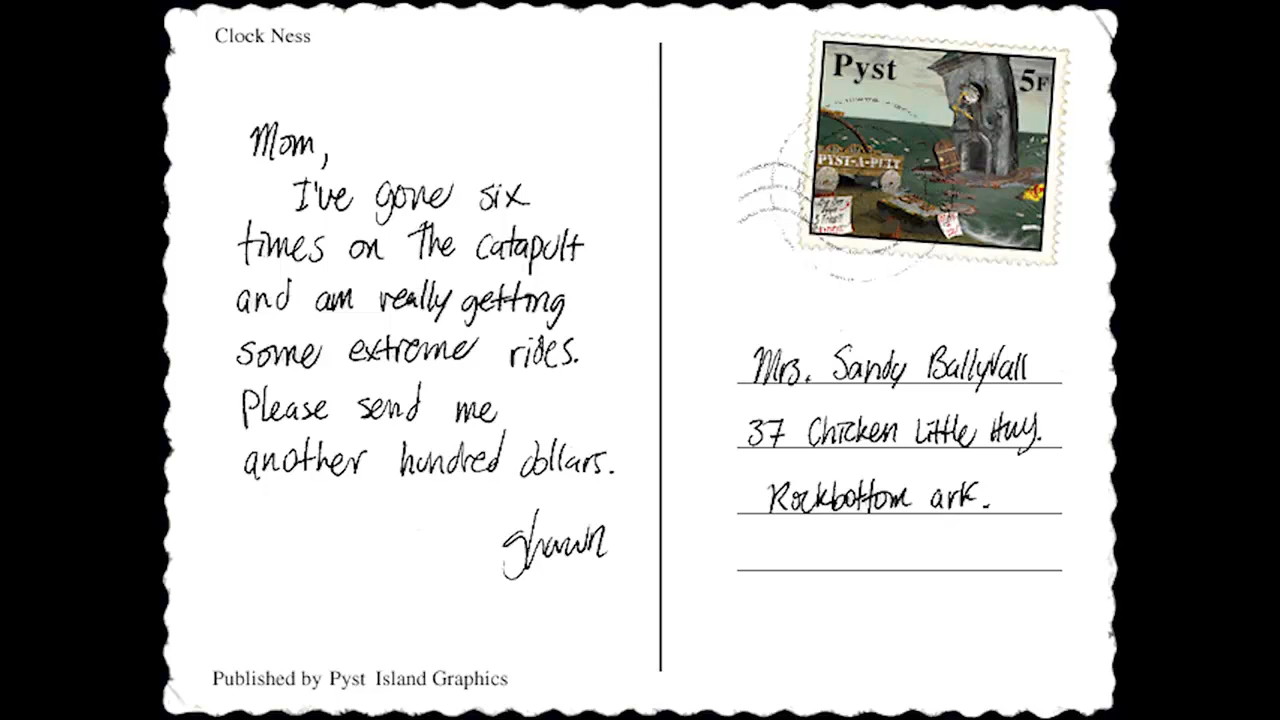 Clock Ness
Mom,
I've gone six
times on the catapult
and am really getting
some extreme rides.
Please send me
another hundred dollars.
Shawn
Published by Pyst Island Graphics
Pyst 5F
PYST-A-PULT
Mrs. Sandy Ballyvall
37 Chicken Little Hwy.
Rockbottom ark.